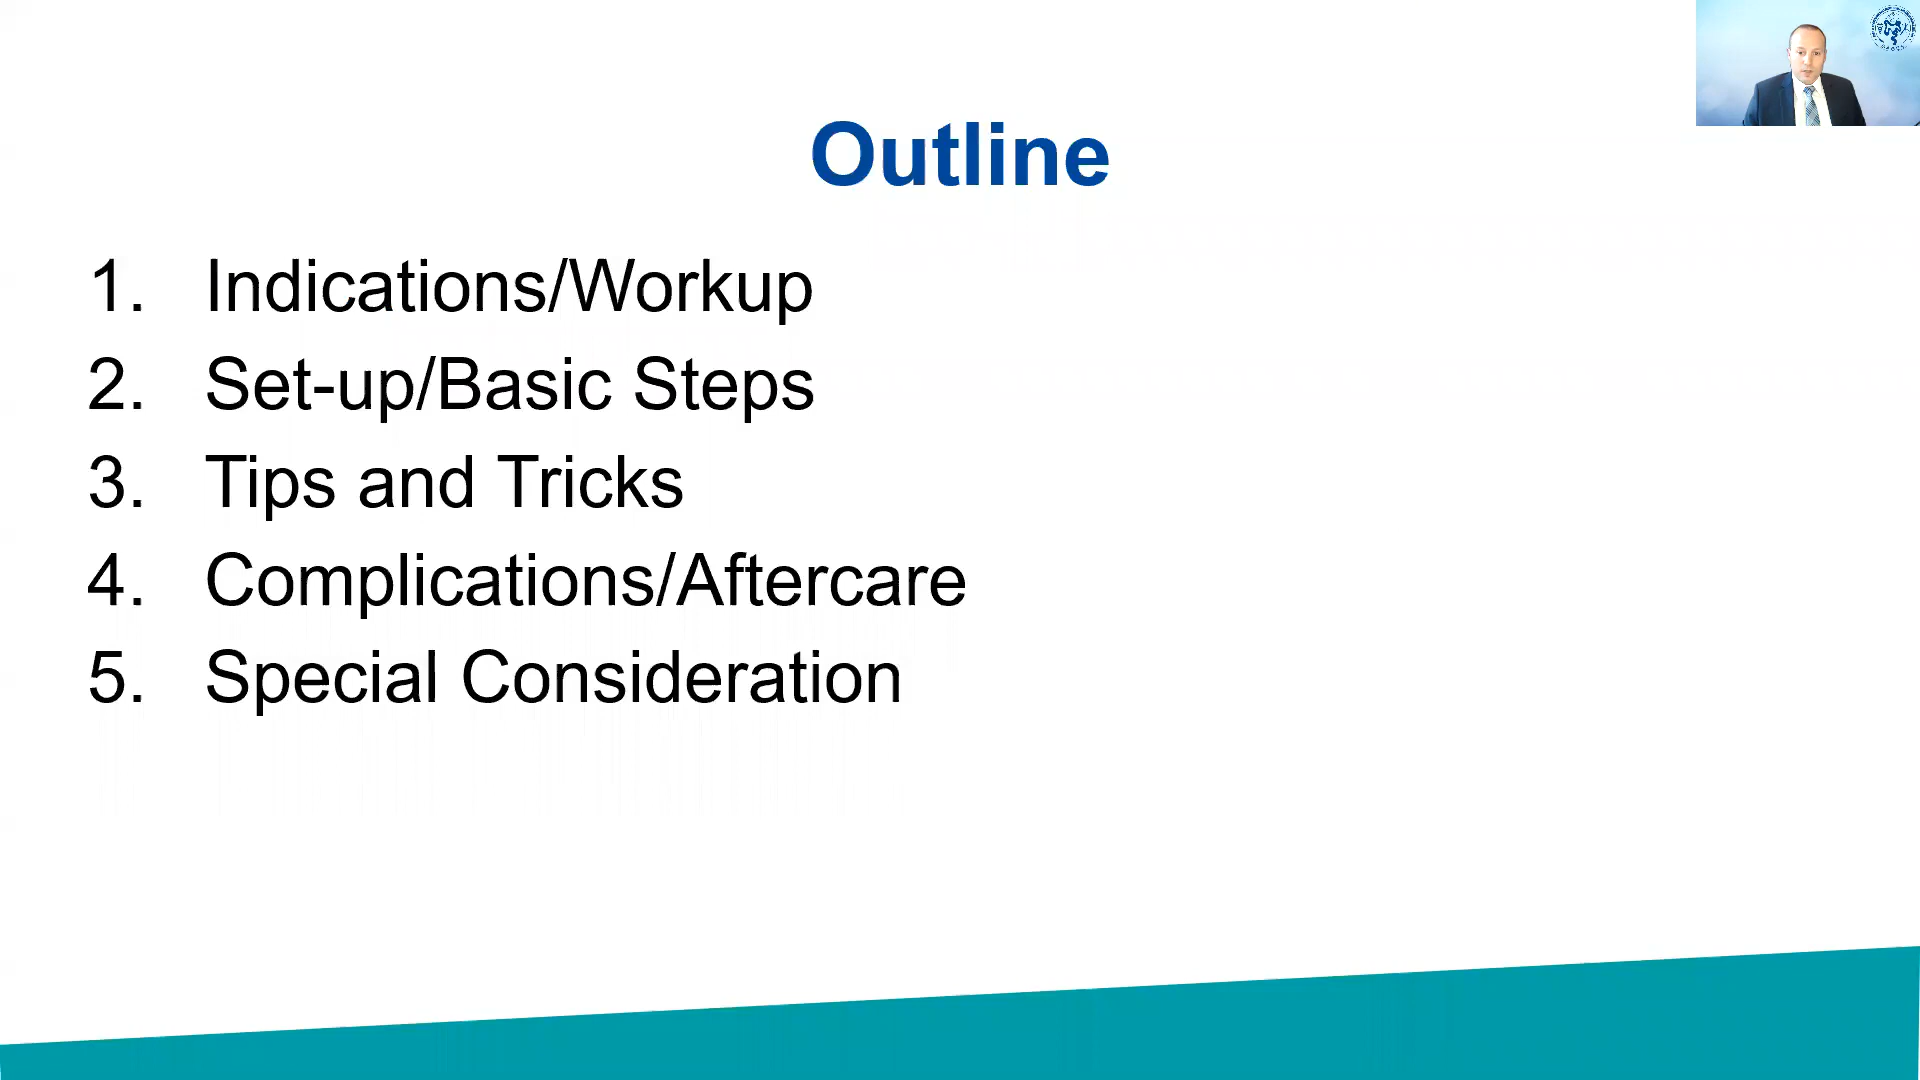 Outline
1. Indications/Workup
2. Set-up/Basic Steps
3. Tips and Tricks
4. Complications/Aftercare
5. Special Consideration